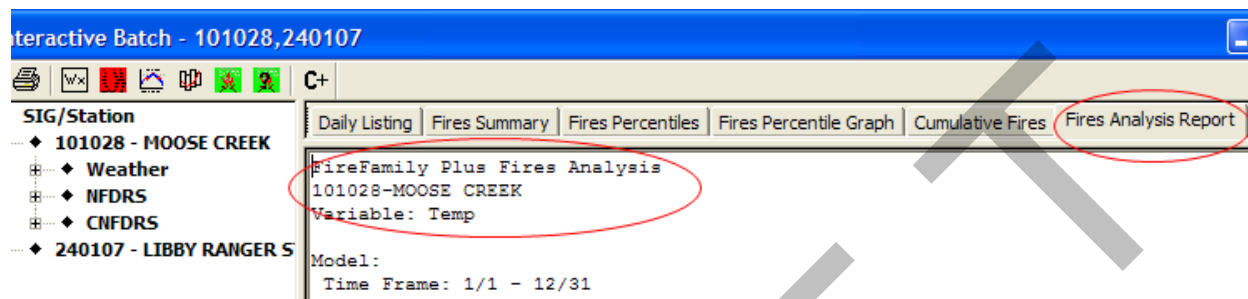 nteractive Batch - 101028,240107
Wx C+
SIG/Station
101028 - MOOSE CREEK
Weather
NFDRS
CNFDRS
240107 - LIBBY RANGER S
Daily Listing Fires Summary Fires Percentiles Fires Percentile Graph Cumulative Fires Fires Analysis Report
FireFamily Plus Fires Analysis
101028-MOOSE CREEK
Variable: Temp
Model:
Time Frame: 1/1 - 12/31